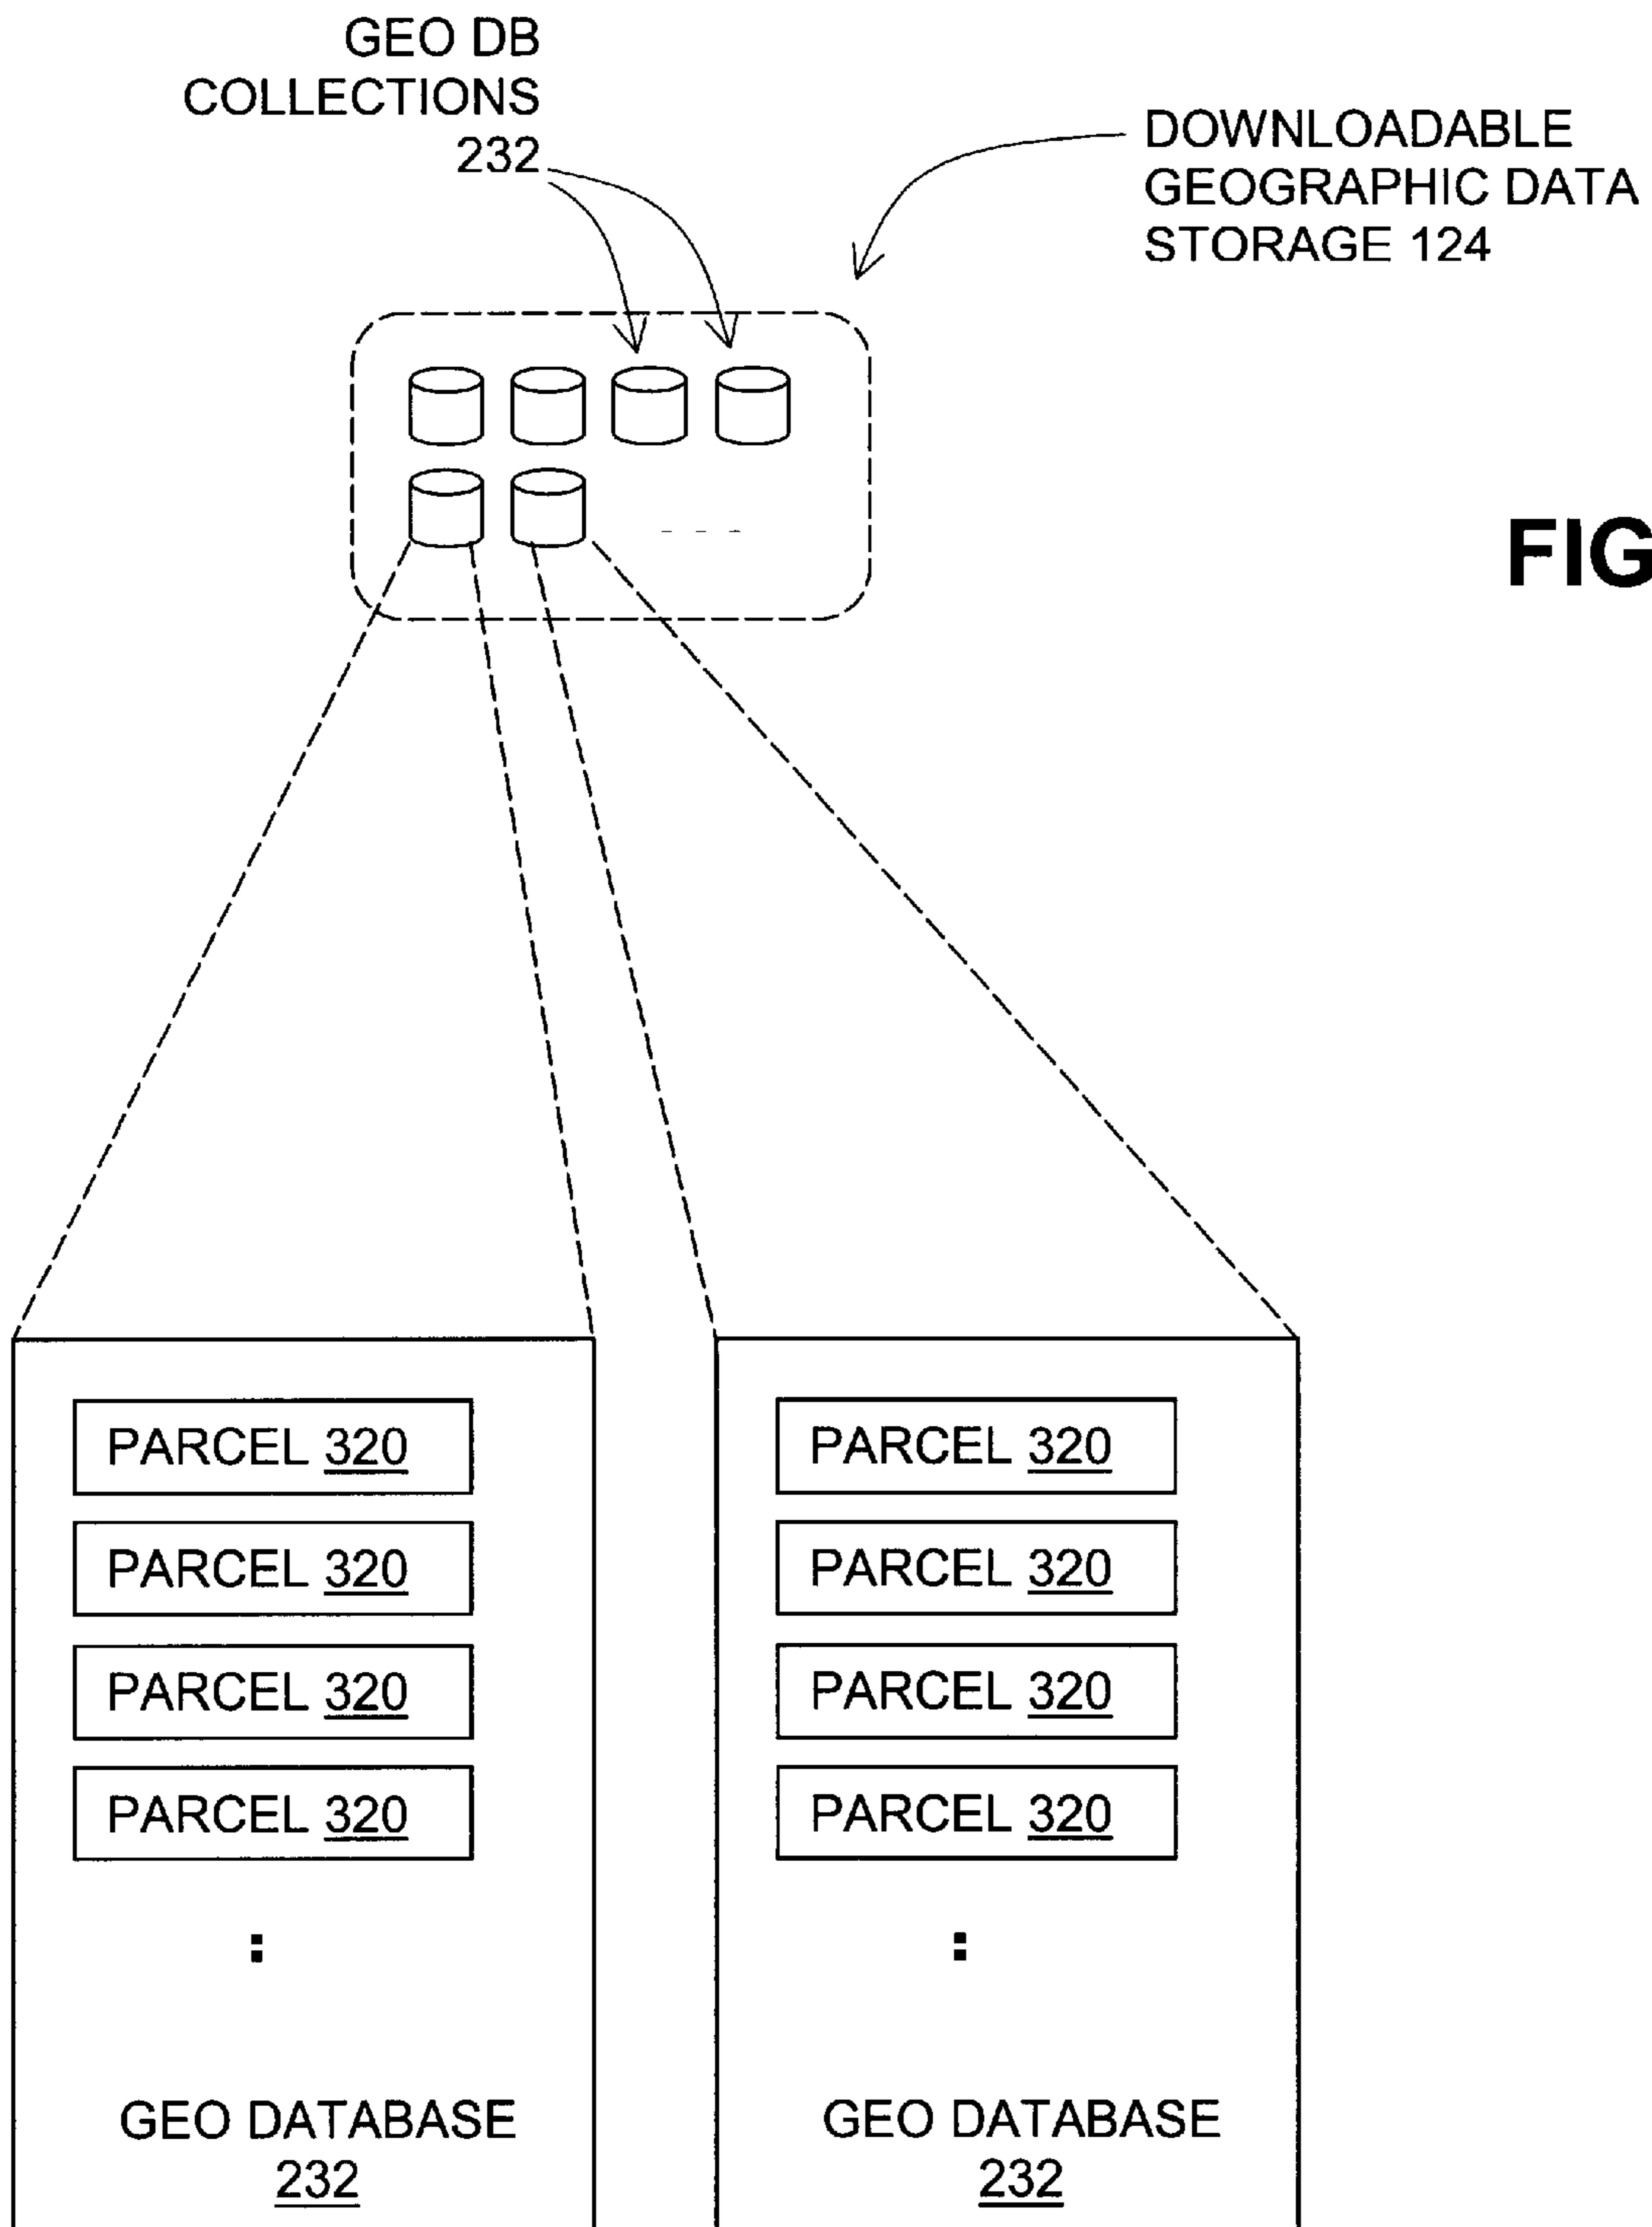 GEO DB
COLLECTIONS
232
DOWNLOADABLE
GEOGRAPHIC DATA
STORAGE 124
FIG
PARCEL 320
PARCEL 320
PARCEL 320
PARCEL 320
:
GEO DATABASE
232
PARCEL 320
PARCEL 320
PARCEL 320
PARCEL 320
:
GEO DATABASE
232